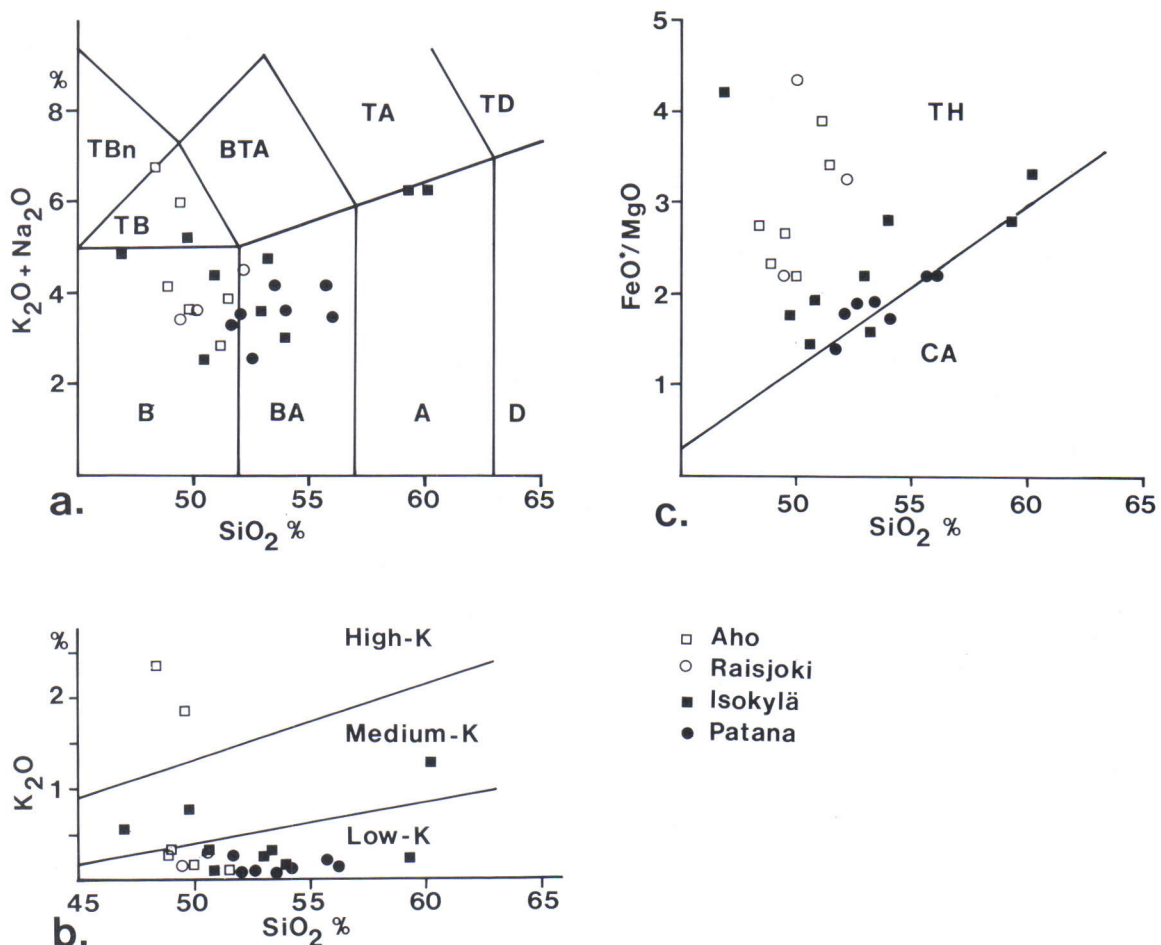 %
8
6
4
2
K₂O+Na₂O
TBn
BTA
TA
TD
TB
B
BA
A
D
50
55
60
65
a.
SiO₂ %
5
4
3
2
1
FeO*/MgO
TH
CA
50
55
60
65
c.
SiO₂ %
%
2
1
K₂O
High-K
Medium-K
Low-K
45
50
55
60
65
b.
SiO₂ %
Aho
Raisjoki
Isokylä
Patana